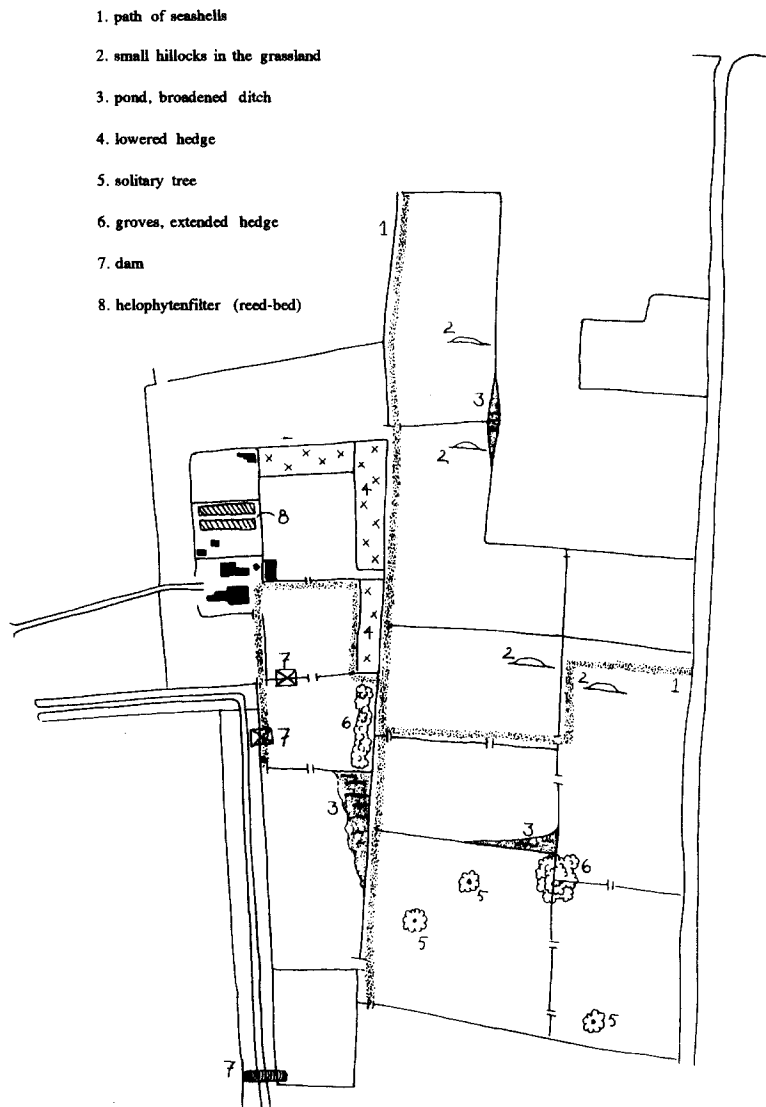 1. path of seashells
2. small hillocks in the grassland
3. pond, broadened ditch
4. lowered hedge
5. solitary tree
6. groves, extended hedge
7. dam
8. helophytenfilter (reed-bed)
1
2
3
2
4
8
4
7
2
2
1
6
7
3
3
6
5
5
5
7